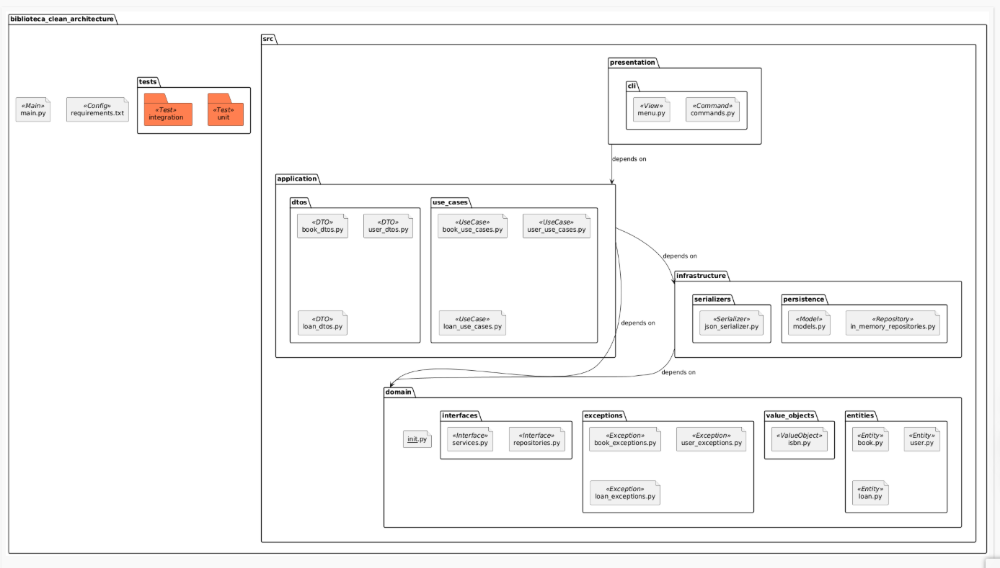 biblioteca_clean_architecture
src
presentation
cli
«View»
menu.py
«Command»
commands.py
tests
«Test»
integration
«Test»
unit
«Main»
main.py
«Config»
requirements.txt
depends on
application
dtos
«DTO»
book_dtos.py
«DTO»
user_dtos.py
«DTO»
loan_dtos.py
use_cases
«UseCase»
book_use_cases.py
«UseCase»
user_use_cases.py
«UseCase»
loan_use_cases.py
depends on
infrastructure
serializers
«Serializer»
json_serializer.py
persistence
«Model»
models.py
«Repository»
in_memory_repositories.py
depends on
depends on
domain
init.py
interfaces
«Interface»
services.py
«Interface»
repositories.py
exceptions
«Exception»
book_exceptions.py
«Exception»
user_exceptions.py
«Exception»
loan_exceptions.py
value_objects
«ValueObject»
isbn.py
entities
«Entity»
book.py
«Entity»
user.py
«Entity»
loan.py